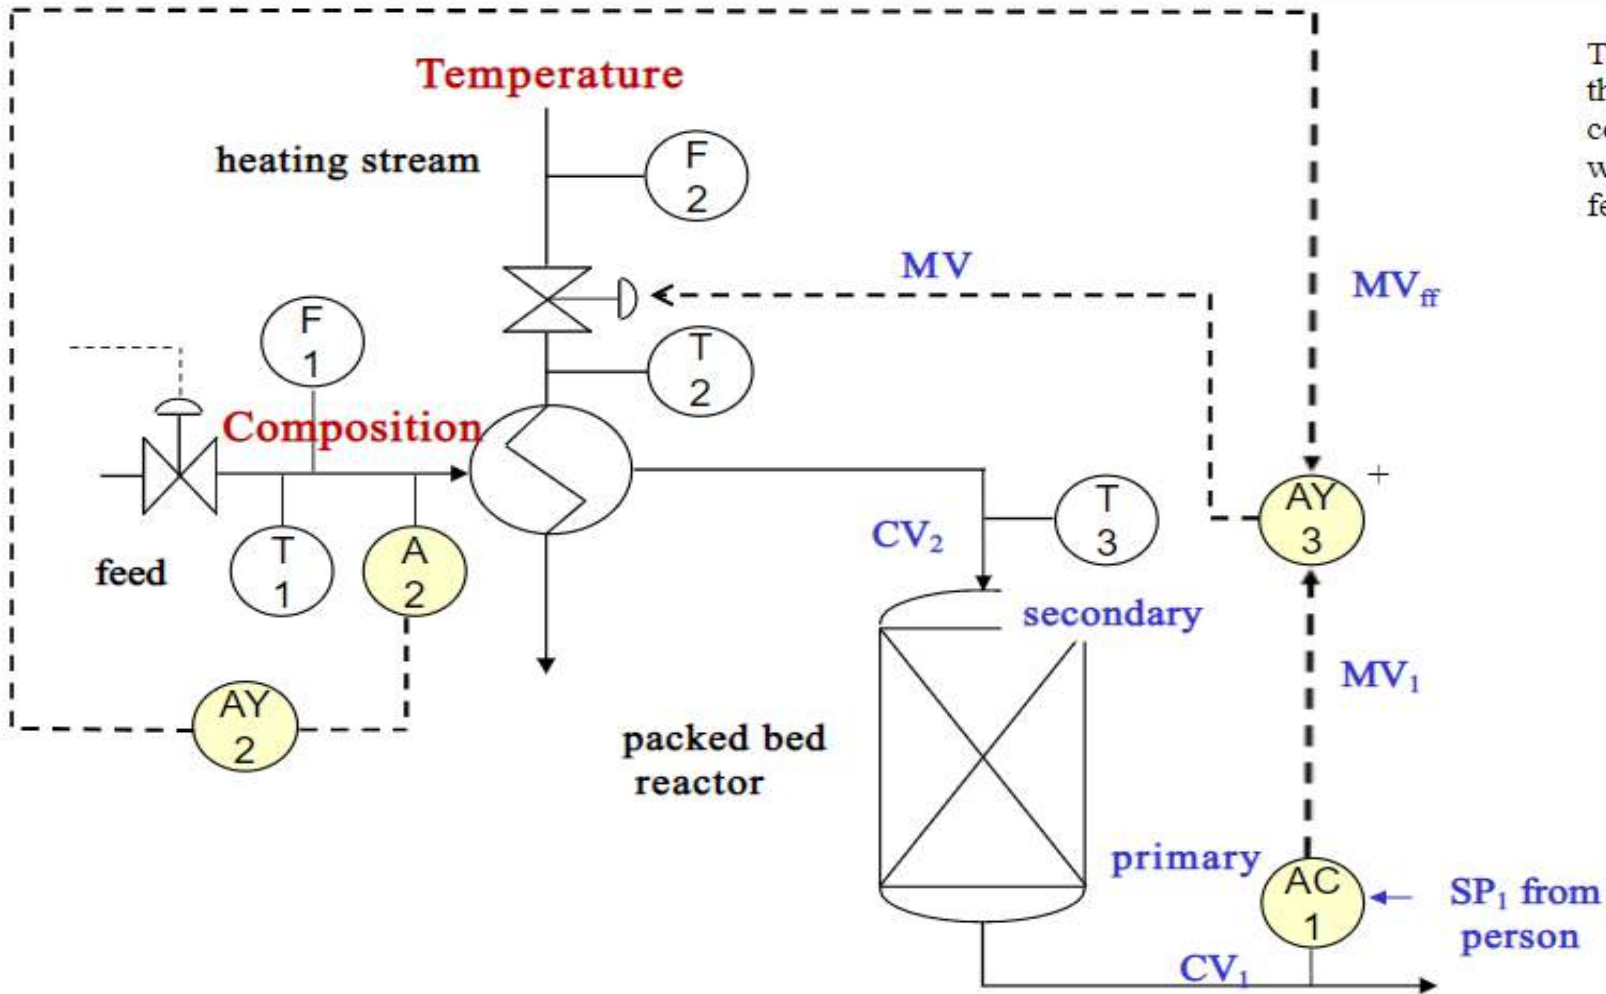 Temperature
heating stream
F
2
MV
MV_ff
F
1
T
2
Composition
+
AY
3
T
3
CV₂
feed
T
1
A
2
secondary
MV₁
AY
2
packed bed
reactor
primary
AC
1
SP₁ from
person
CV₁